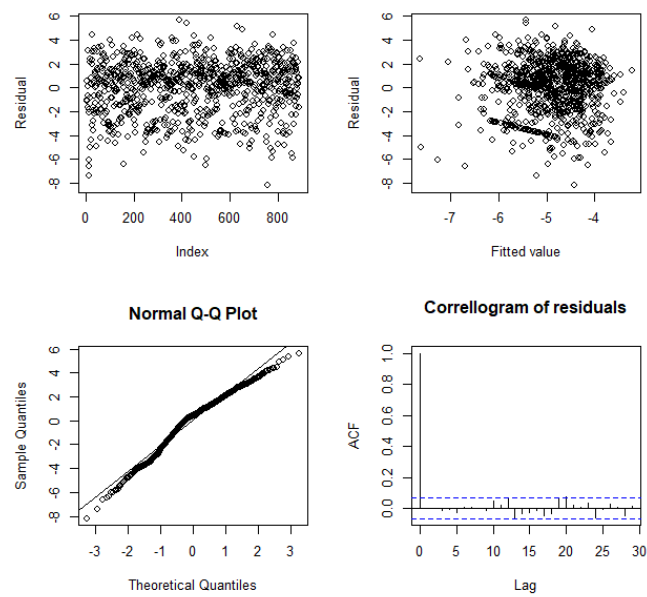 Residual
6
4
2
0
-2
-4
-6
-8
0 200 400 600 800
Index
Residual
6
4
2
0
-2
-4
-6
-8
-7 -6 -5 -4
Fitted value
Normal Q-Q Plot
Sample Quantiles
6
4
2
0
-2
-4
-6
-8
-3 -2 -1 0 1 2 3
Theoretical Quantiles
Correllogram of residuals
ACF
1.0
0.8
0.6
0.4
0.2
0.0
0 5 10 15 20 25 30
Lag